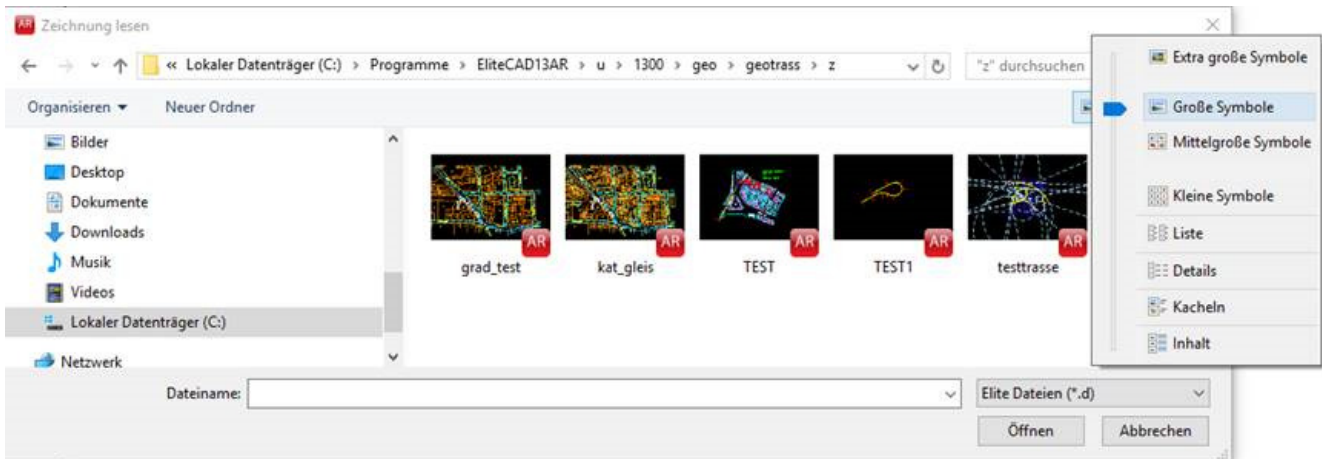 AR Zeichnung lesen
« Lokaler Datenträger (C:) > Programme > EliteCAD13AR > u > 1300 > geo > geotrass > z
"z" durchsuchen
Organisieren
Neuer Ordner
Bilder
Desktop
Dokumente
Downloads
Musik
Videos
Lokaler Datenträger (C:)
Netzwerk
AR
AR
AR
AR
AR
grad_test
kat_gleis
TEST
TEST1
testtrasse
Extra große Symbole
Große Symbole
Mittelgroße Symbole
Kleine Symbole
Liste
Details
Kacheln
Inhalt
Dateiname:
Elite Dateien (*.d)
Öffnen
Abbrechen